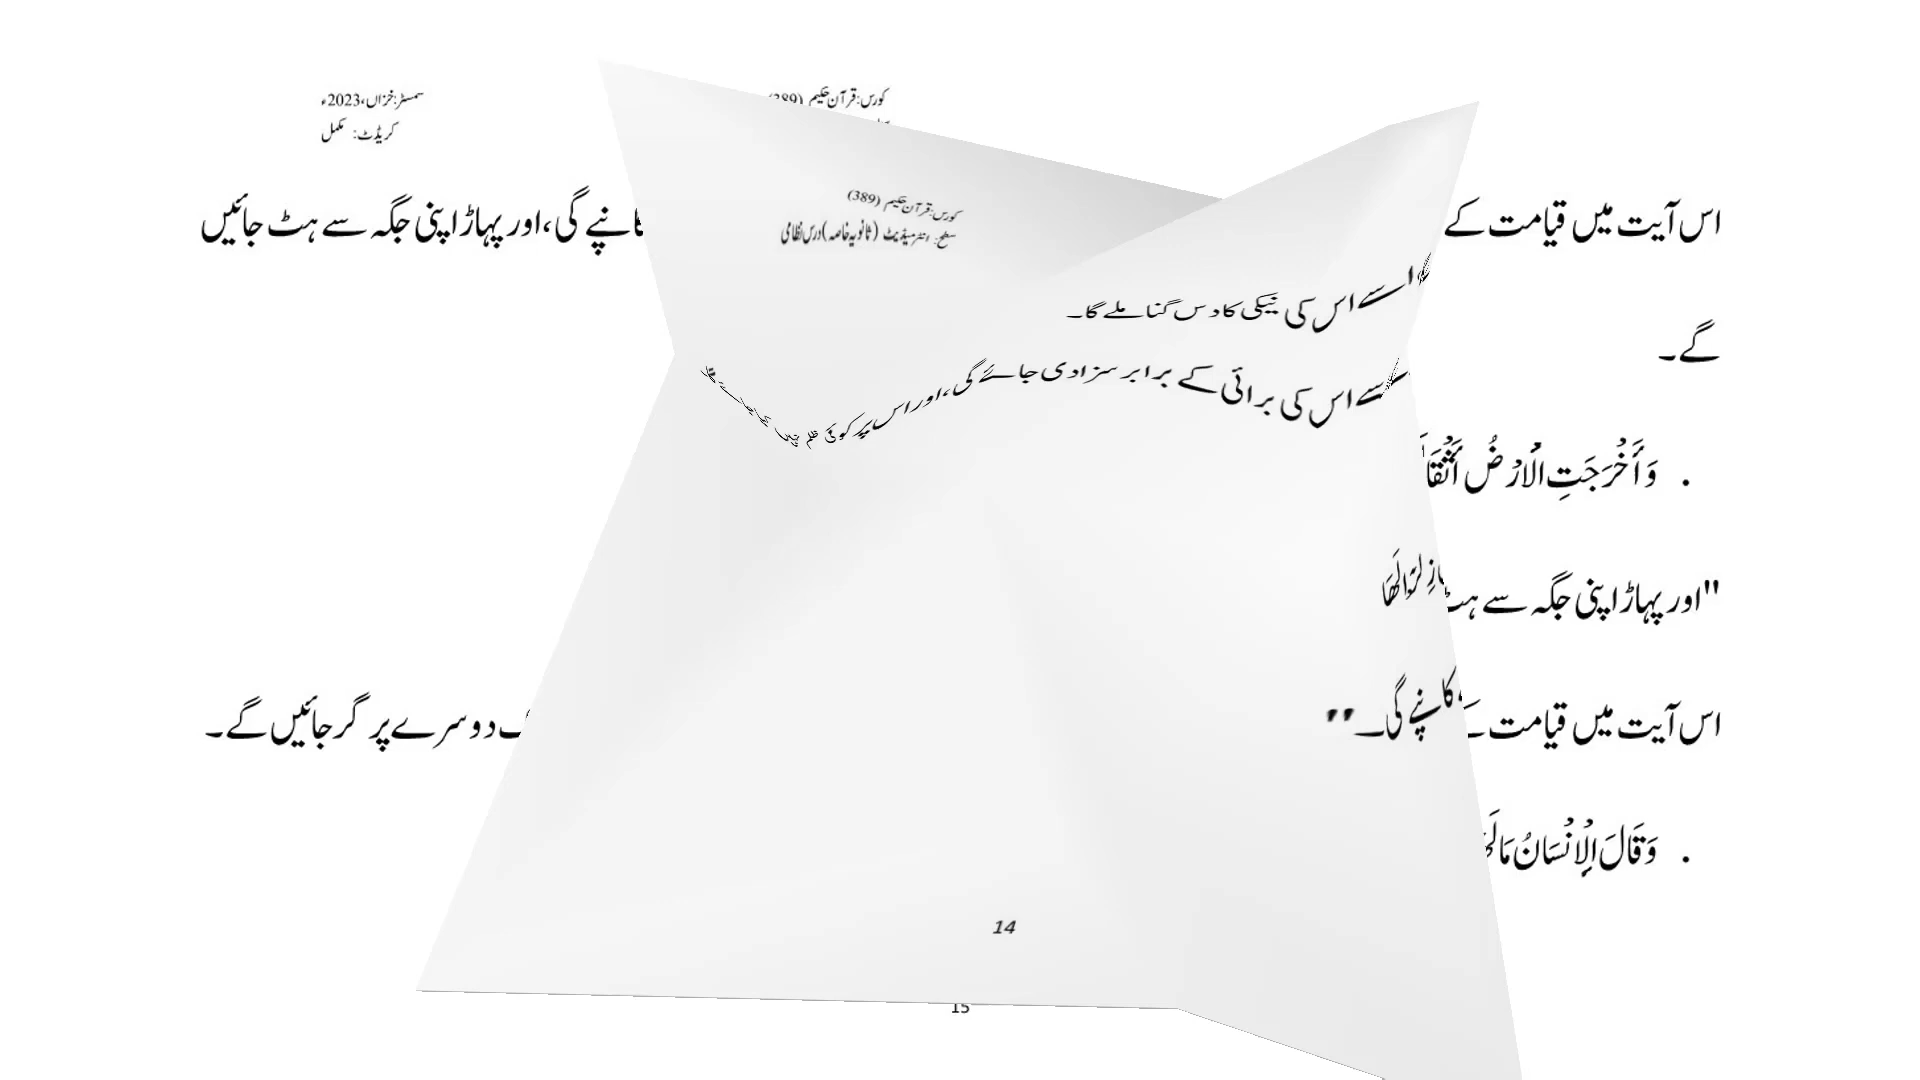 کورس: قرآن حکیم (389) سمسٹر: خزاں،2023ء
کریڈٹ: مکمل
کورس: قرآن حکیم (389)
سطح: انٹرمیڈیٹ (ثانویہ خاصہ) درس نظامی
اس آیت میں قیامت کے
گی،اور پہاڑ اپنی جگہ سے ہٹ جائیں
اسے اس کی نیکی کا دس گنا ملے گا۔
گے۔
اسے اس کی برائی کے برابر سزا دی جائے گی،اور اس پر کوئی ظلم نہیں
. وَأَخْرَجَتِ الْاَرْضُ
"اور پہاڑ اپنی جگہ سے ہٹ
زِلْزَالَهَا
اس آیت میں قیامت
کانپے گی۔"
دوسرے پر گر جائیں گے۔
. وَقَالَ الْاِنْسَانُ مَا
14
15